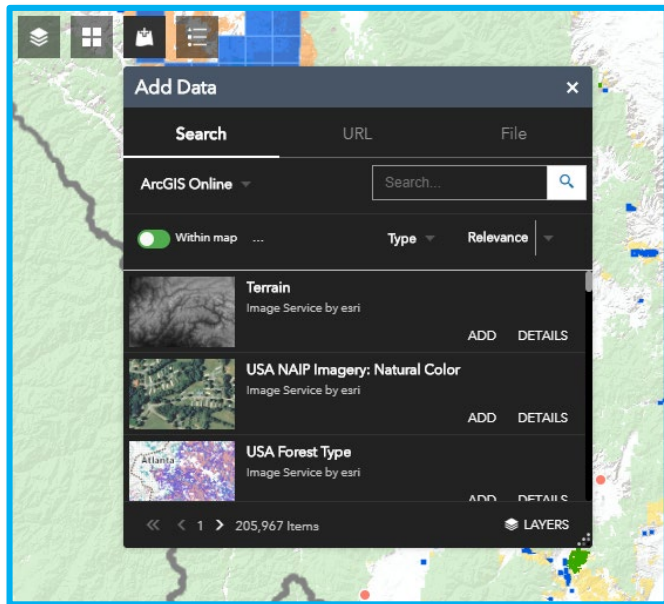 Add Data ×
Search URL File
ArcGIS Online Search...
Within map ... Type Relevance
Terrain
Image Service by esri
ADD DETAILS
USA NAIP Imagery: Natural Color
Image Service by esri
ADD DETAILS
Atlanta
USA Forest Type
Image Service by esri
ADD DETAILS
1 205,967 Items LAYERS